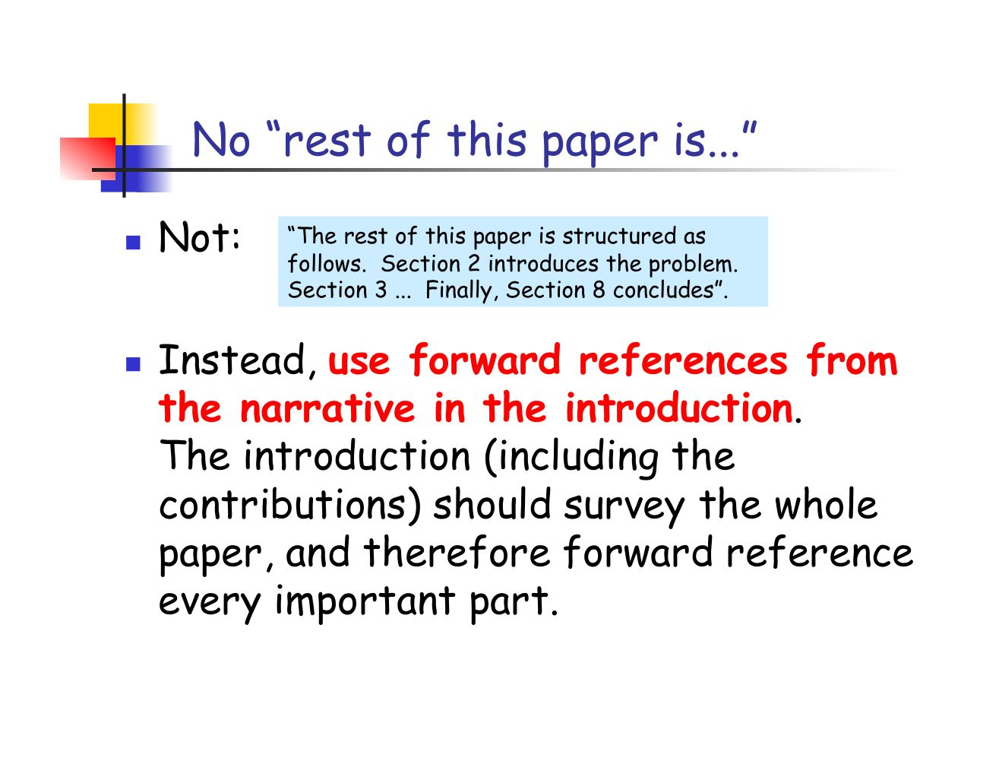 No “rest of this paper is...”
Not:
“The rest of this paper is structured as
follows.  Section 2 introduces the problem.
Section 3 ...  Finally, Section 8 concludes”.
Instead, use forward references from
the narrative in the introduction.
The introduction (including the
contributions) should survey the whole
paper, and therefore forward reference
every important part.